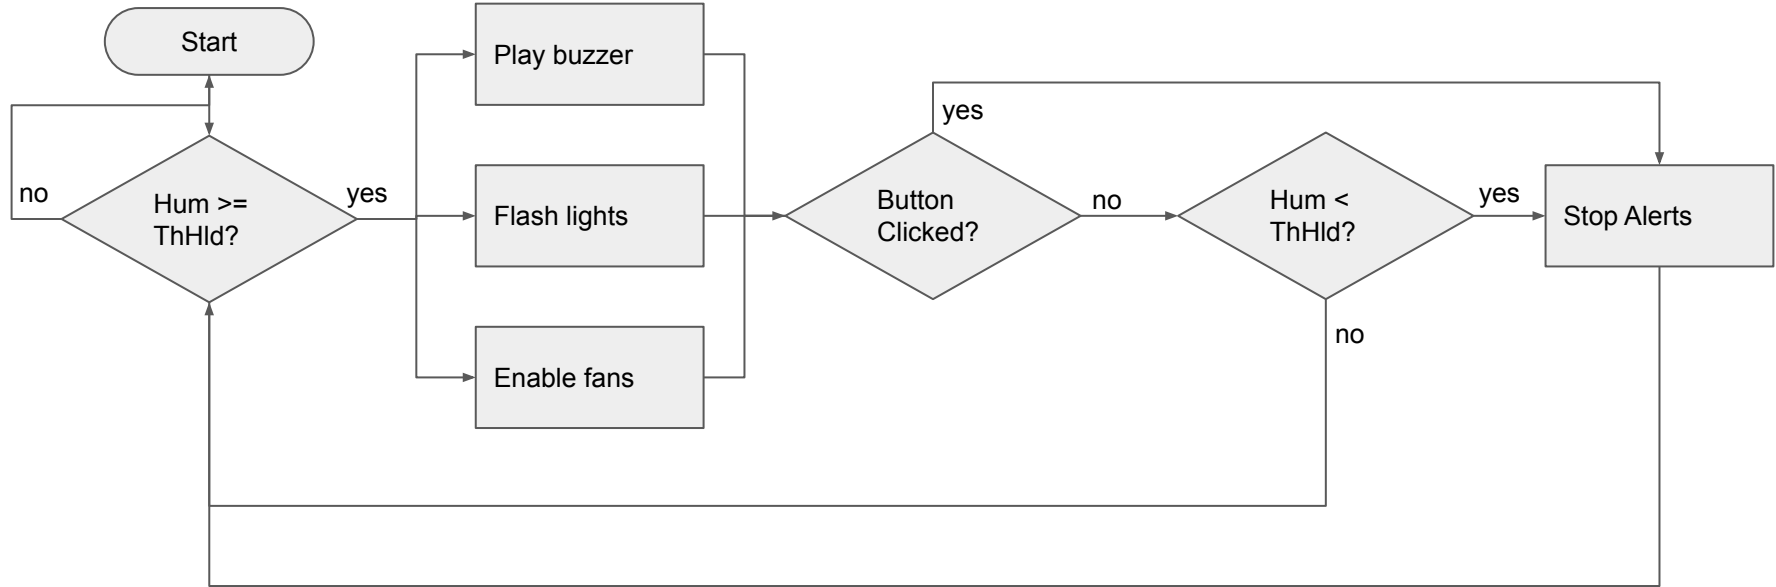 Start
no
Hum >=
ThHld?
yes
Play buzzer
Flash lights
Enable fans
yes
Button
Clicked?
no
Hum <
ThHld?
yes
no
Stop Alerts